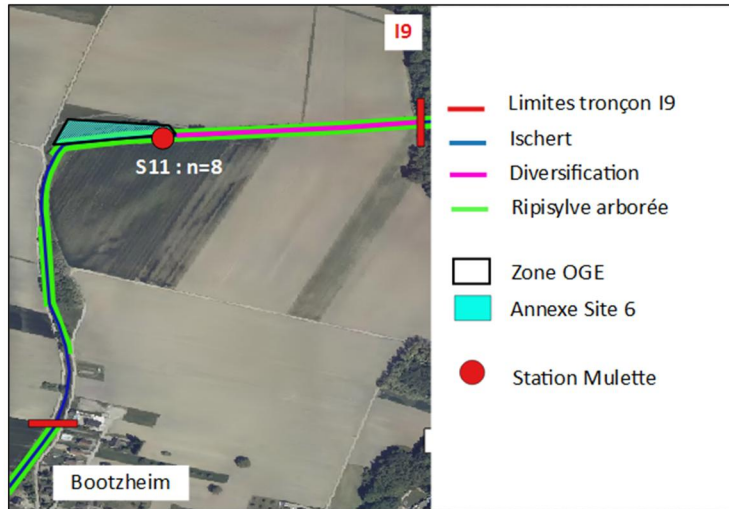 I9
S11 : n=8
Bootzheim
Limites tronçon I9
Ischert
Diversification
Ripisylve arborée
Zone OGE
Annexe Site 6
Station Mulette